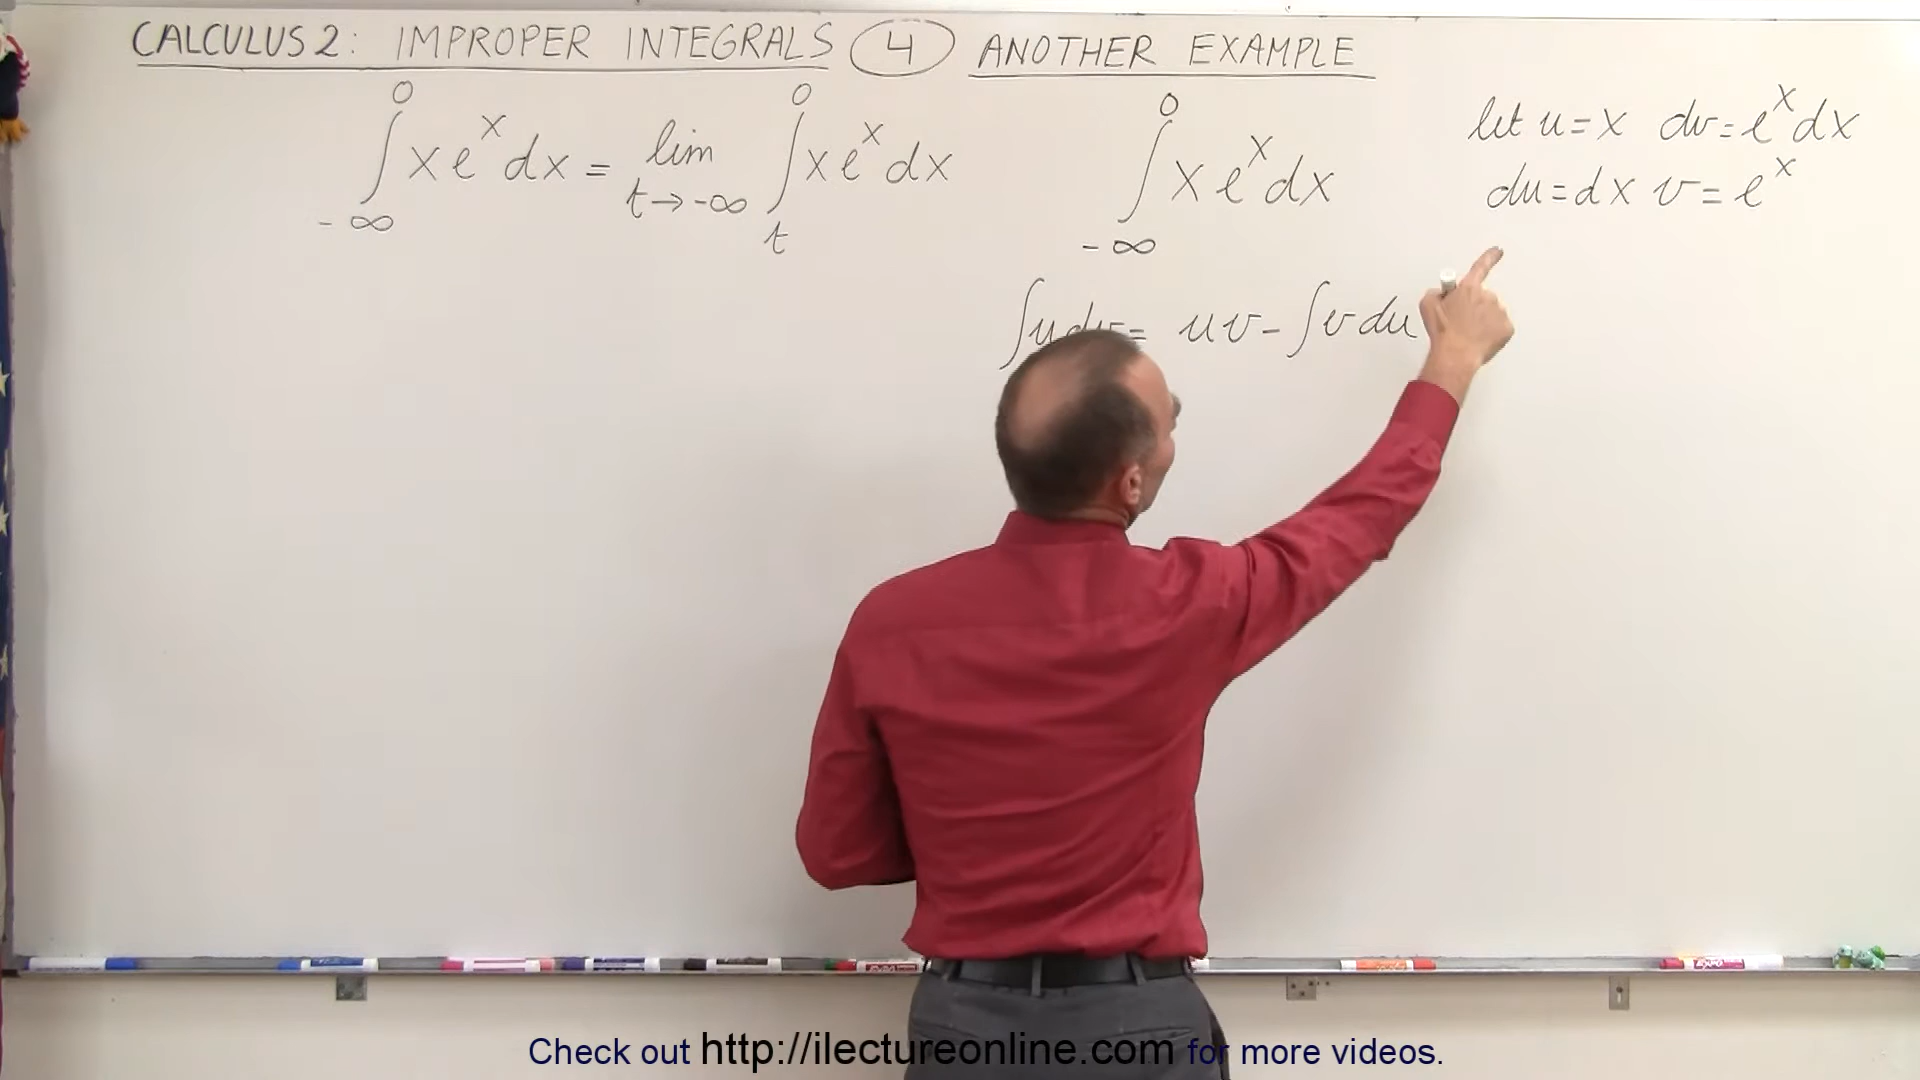 CALCULUS 2: IMPROPER INTEGRALS 4 ANOTHER EXAMPLE
∫_{-∞}^{0} x e^x dx = lim_{t→-∞} ∫_{t}^{0} x e^x dx
∫_{-∞}^{0} x e^x dx
let u = x dv = e^x dx
du = dx v = e^x
∫ u dv = uv - ∫ v du
Check out http://ilectureonline.com for more videos.